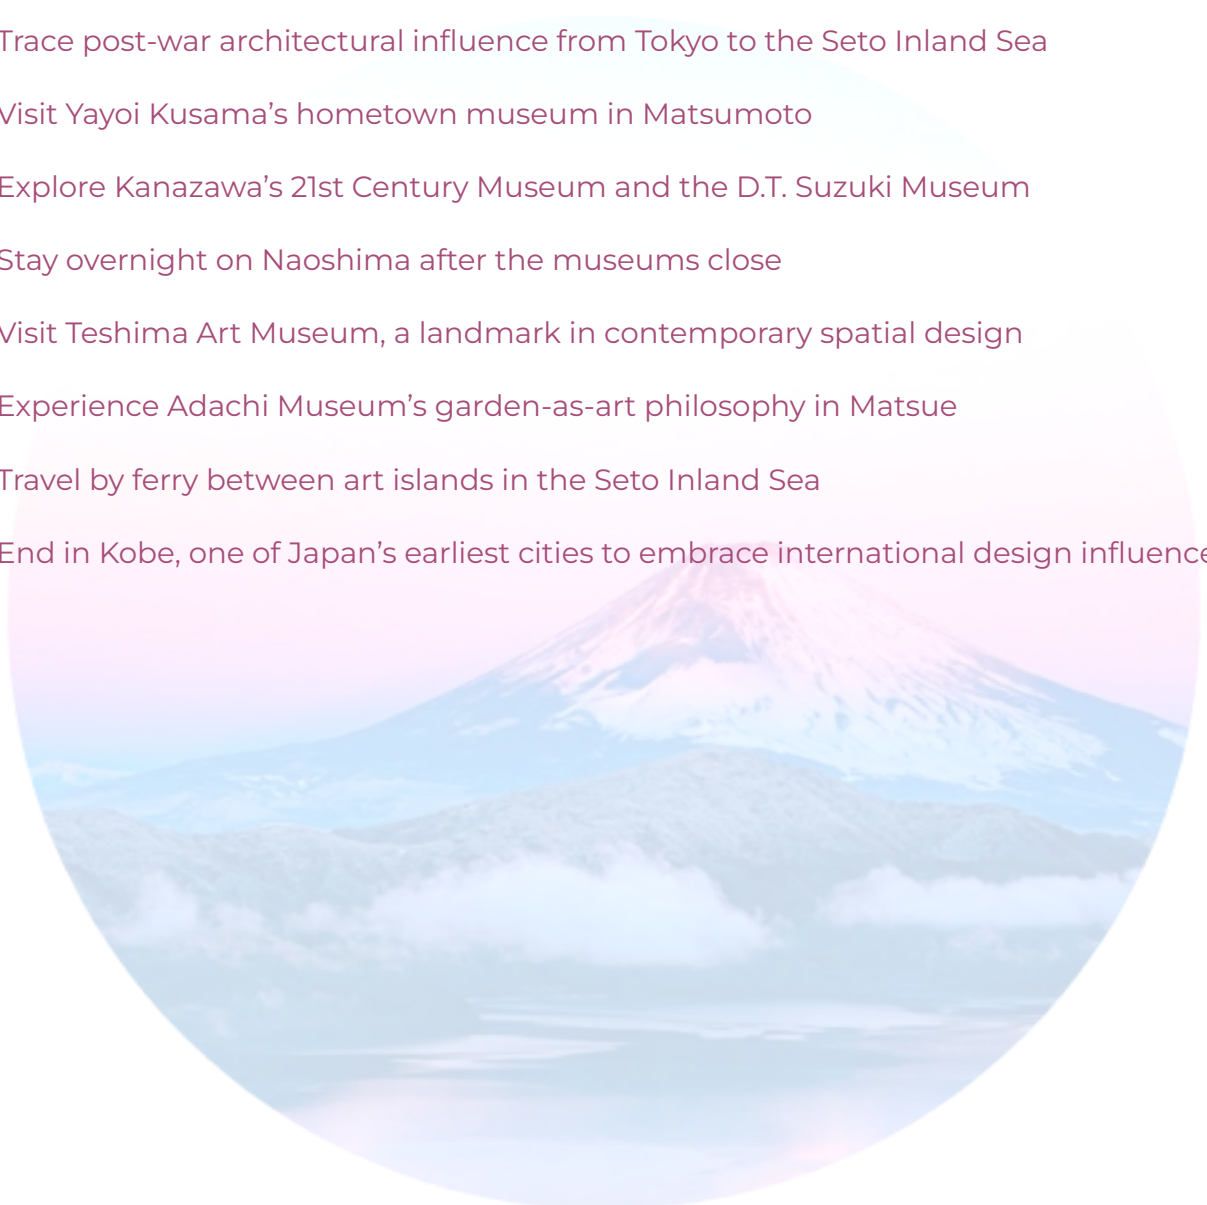 Trace post-war architectural influence from Tokyo to the Seto Inland Sea
Visit Yayoi Kusama’s hometown museum in Matsumoto
Explore Kanazawa’s 21st Century Museum and the D.T. Suzuki Museum
Stay overnight on Naoshima after the museums close
Visit Teshima Art Museum, a landmark in contemporary spatial design
Experience Adachi Museum’s garden-as-art philosophy in Matsue
Travel by ferry between art islands in the Seto Inland Sea
End in Kobe, one of Japan’s earliest cities to embrace international design influence